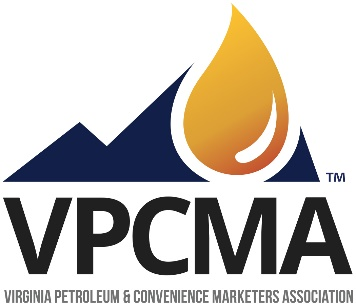 ™
VPCMA
VIRGINIA PETROLEUM & CONVENIENCE MARKETERS ASSOCIATION